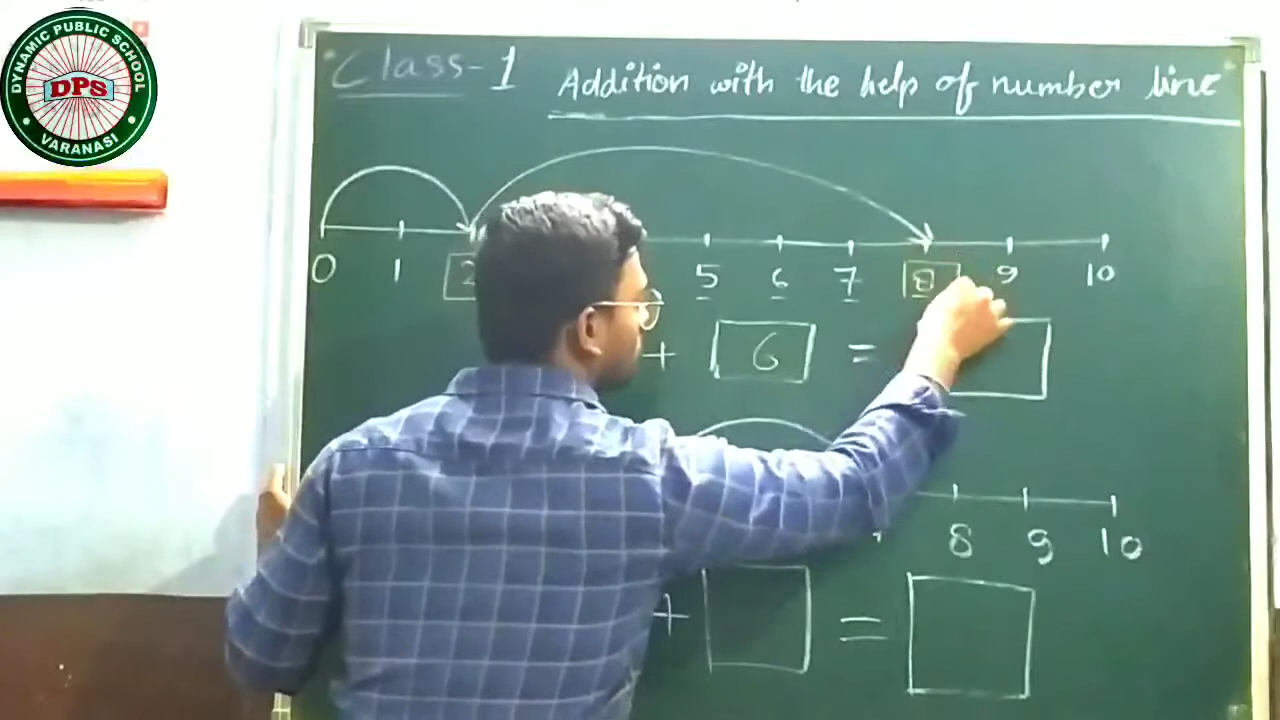 DYNAMIC PUBLIC SCHOOL
DPS
VARANASI
Class-1 Addition with the help of number line
0 1 2 5 6 7 8 9 10
+ 6 =
8 9 10
+ =